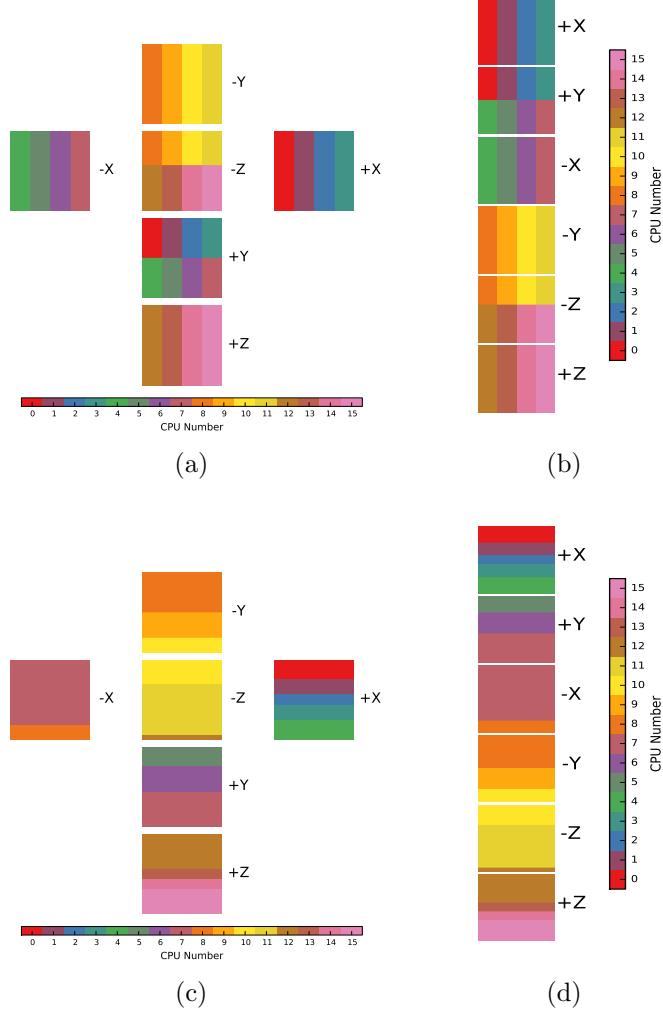 -Y
-X
-Z
+X
+Y
+Z
0 1 2 3 4 5 6 7 8 9 10 11 12 13 14 15
CPU Number
(a)
+X
+Y
-X
-Y
-Z
+Z
15
14
13
12
11
10
9
8
7
6
5
4
3
2
1
0
CPU Number
(b)
-Y
-X
-Z
+X
+Y
+Z
0 1 2 3 4 5 6 7 8 9 10 11 12 13 14 15
CPU Number
(c)
+X
+Y
-X
-Y
-Z
+Z
15
14
13
12
11
10
9
8
7
6
5
4
3
2
1
0
CPU Number
(d)